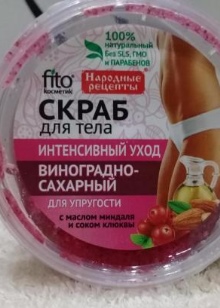 100%
натуральный
Без SLS, ГМО
и ПАРАБЕНОВ
fito
косметик
Народные
рецепты
СКРАБ
для тела
ИНТЕНСИВНЫЙ УХОД
ВИНОГРАДНО-
САХАРНЫЙ
ДЛЯ УПРУГОСТИ
с маслом миндаля
и соком клюквы